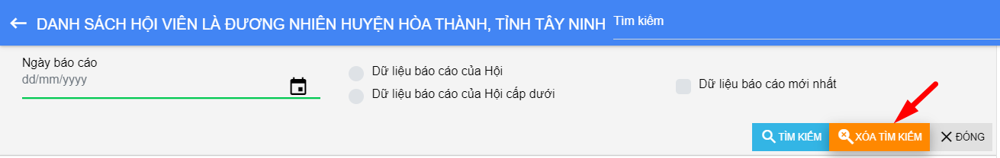 DANH SÁCH HỘI VIÊN LÀ ĐƯƠNG NHIÊN HUYỆN HÒA THÀNH, TỈNH TÂY NINH Tìm kiếm
Ngày báo cáo
dd/mm/yyyy
Dữ liệu báo cáo của Hội
Dữ liệu báo cáo của Hội cấp dưới
Dữ liệu báo cáo mới nhất
TÌM KIẾM XÓA TÌM KIẾM ĐÓNG